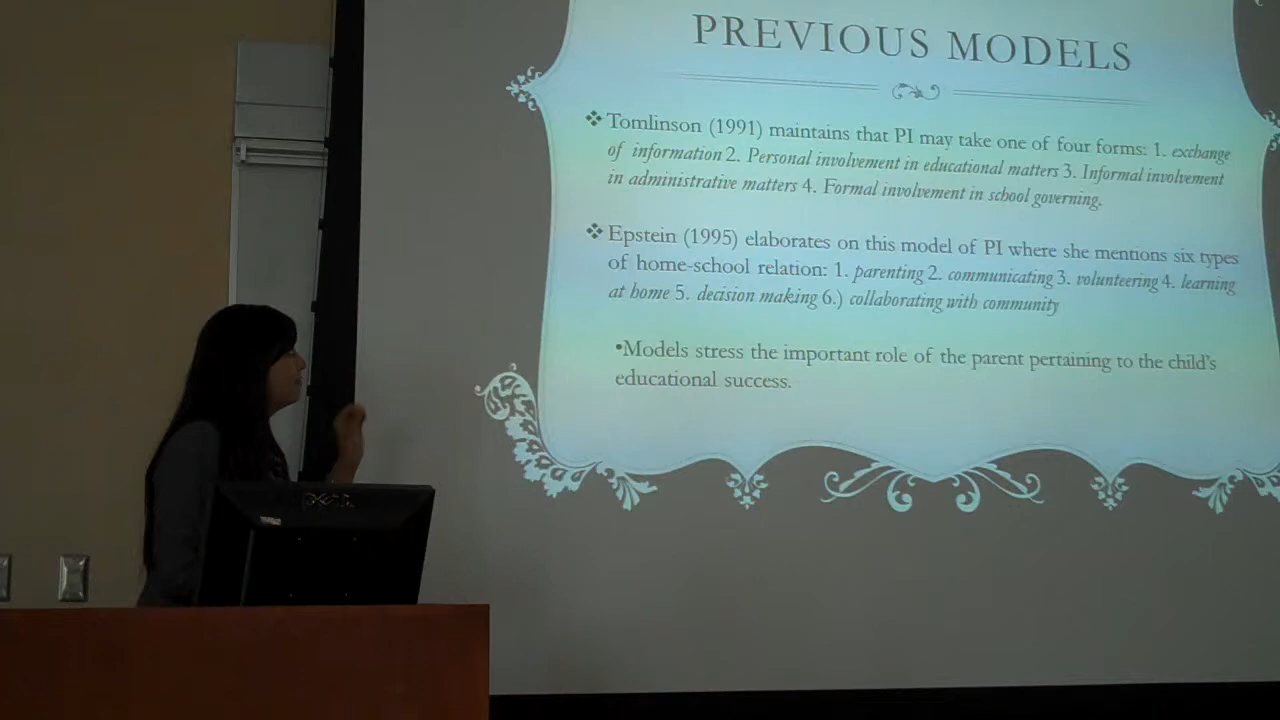 PREVIOUS MODELS
❖Tomlinson (1991) maintains that PI may take one of four forms: 1. exchange
of information 2. Personal involvement in educational matters 3. Informal involvement
in administrative matters 4. Formal involvement in school governing.
❖Epstein (1995) elaborates on this model of PI where she mentions six types
of home-school relation: 1. parenting 2. communicating 3. volunteering 4. learning
at home 5. decision making 6.) collaborating with community
•Models stress the important role of the parent pertaining to the child's
educational success.
DELL